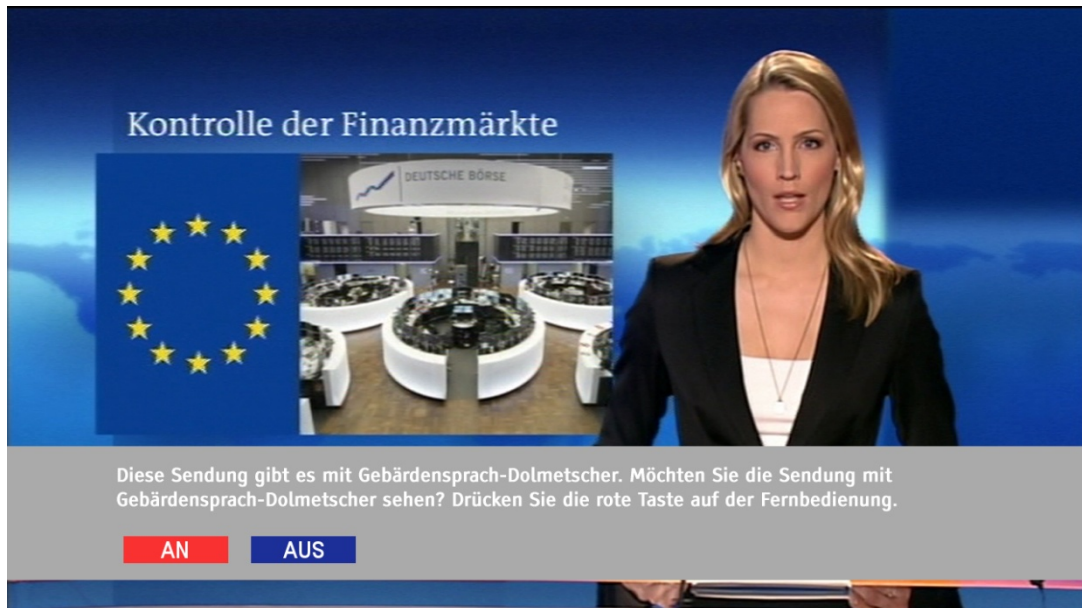 Kontrolle der Finanzmärkte
DEUTSCHE BÖRSE
Diese Sendung gibt es mit Gebärdensprach-Dolmetscher. Möchten Sie die Sendung mit
Gebärdensprach-Dolmetscher sehen? Drücken Sie die rote Taste auf der Fernbedienung.
AN AUS